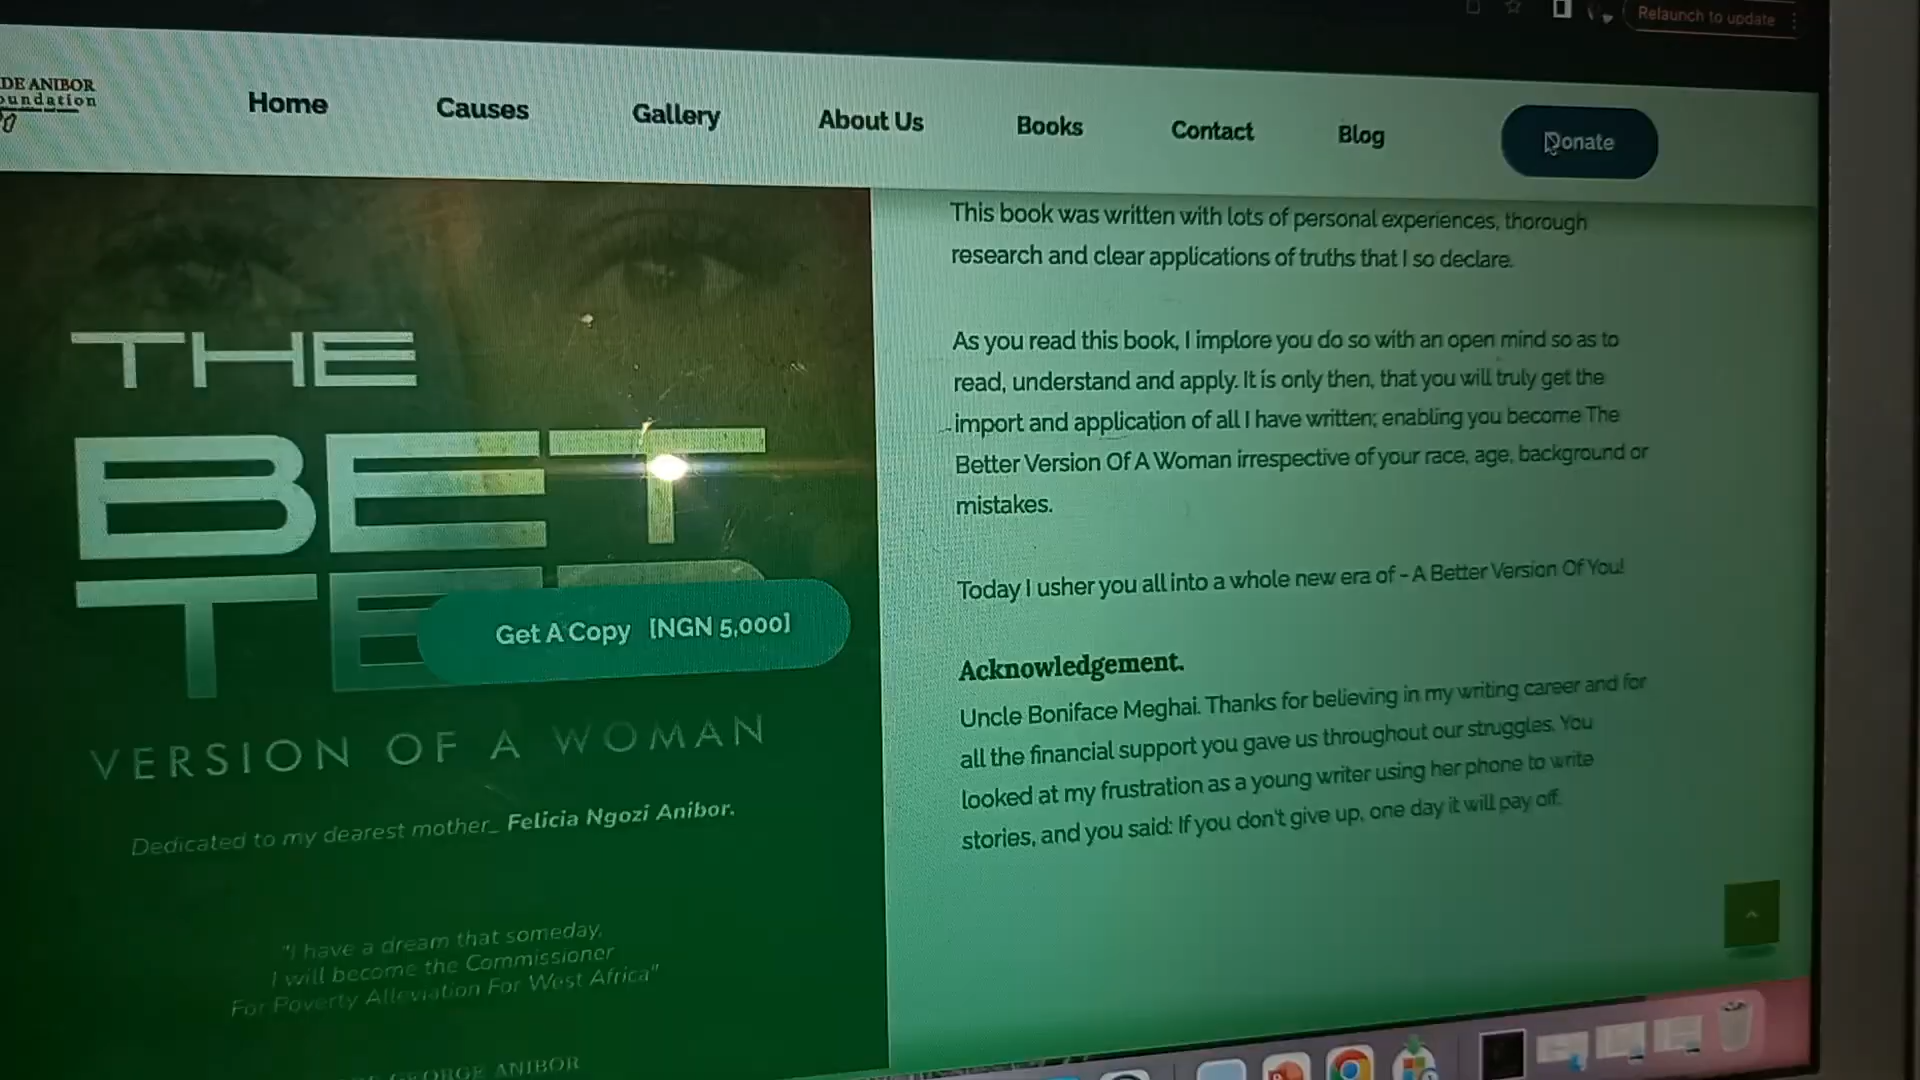 Relaunch to update
DE ANIBOR
oundation
Home
Causes
Gallery
About Us
Books
Contact
Blog
Donate
THE
BET
TER
VERSION OF A WOMAN
Dedicated to my dearest mother_ Felicia Ngozi Anibor.
"I have a dream that someday,
I will become the Commissioner
For Poverty Alleviation For West Africa"
GEORGE ANIBOR
Get A Copy [NGN 5,000]
This book was written with lots of personal experiences, thorough
research and clear applications of truths that I so declare.
As you read this book, I implore you do so with an open mind so as to
read, understand and apply. It is only then, that you will truly get the
import and application of all I have written; enabling you become The
Better Version Of A Woman irrespective of your race, age, background or
mistakes.
Today I usher you all into a whole new era of - A Better Version Of You!
Acknowledgement.
Uncle Boniface Meghai. Thanks for believing in my writing career and for
all the financial support you gave us throughout our struggles. You
looked at my frustration as a young writer using her phone to write
stories, and you said: If you don't give up, one day it will pay off.